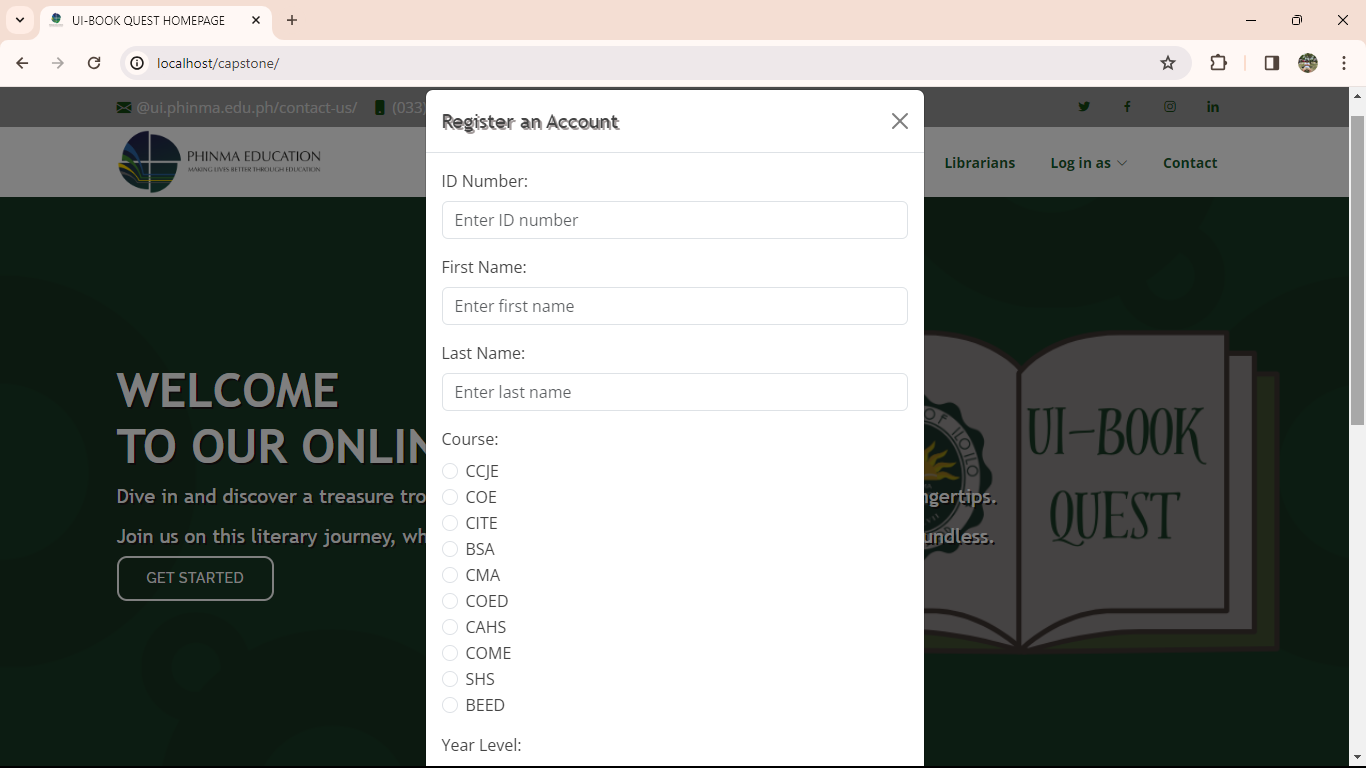 UI-BOOK QUEST HOMEPAGE
localhost/capstone/
@ui.phinma.edu.ph/contact-us/ (033)
PHINMA EDUCATION
MAKING LIVES BETTER THROUGH EDUCATION
Librarians Log in as Contact
Register an Account
ID Number:
Enter ID number
First Name:
Enter first name
Last Name:
Enter last name
Course:
CCJE
COE
CITE
BSA
CMA
COED
CAHS
COME
SHS
BEED
Year Level:
WELCOME
TO OUR ONLIN
Dive in and discover a treasure tro
ngertips.
Join us on this literary journey, wh
undless.
GET STARTED
OF ILOILO
UI-BOOK
QUEST